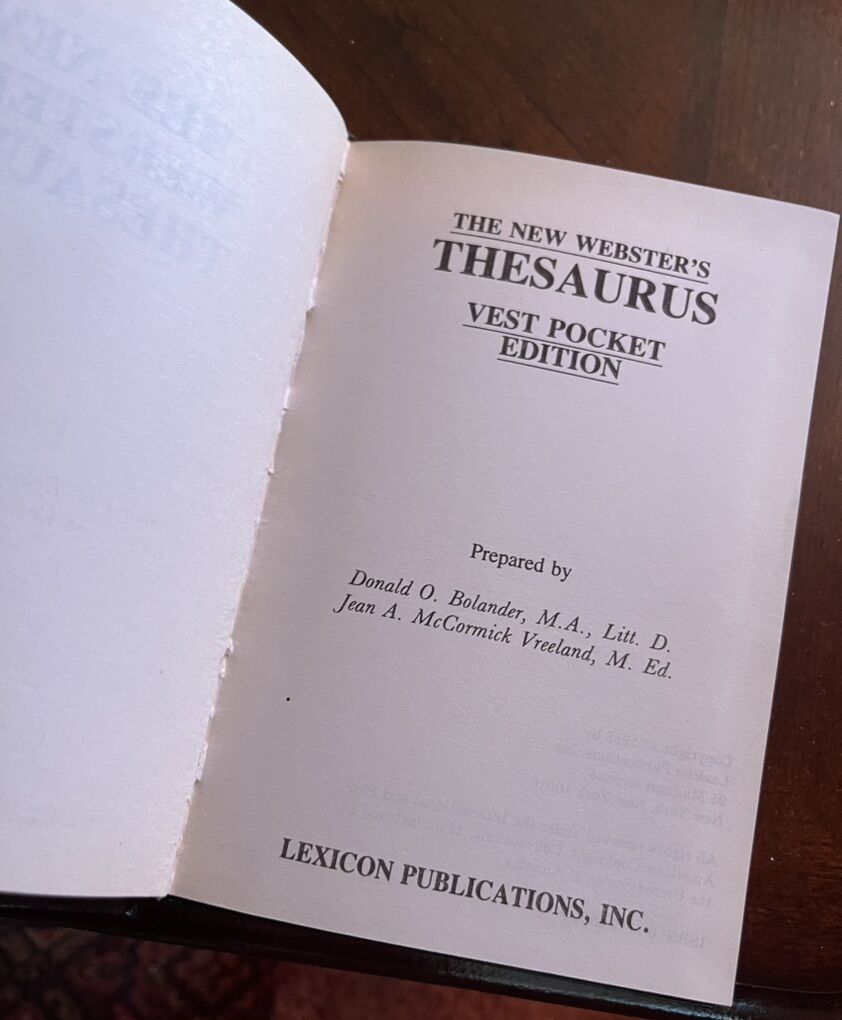 THE NEW WEBSTER'S
THESAURUS
VEST POCKET
EDITION
Prepared by
Donald O. Bolander, M.A., Litt. D.
Jean A. McCormick Vreeland, M. Ed.
LEXICON PUBLICATIONS, INC.